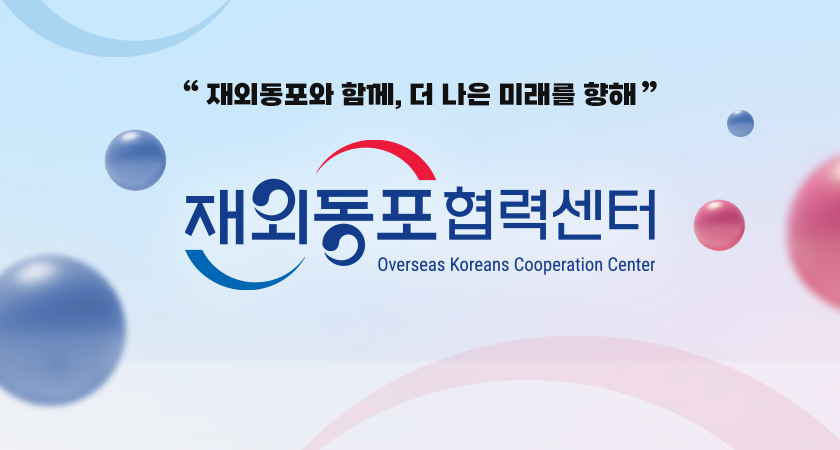 “ 재외동포와 함께, 더 나은 미래를 향해 ”
재외동포협력센터
Overseas Koreans Cooperation Center